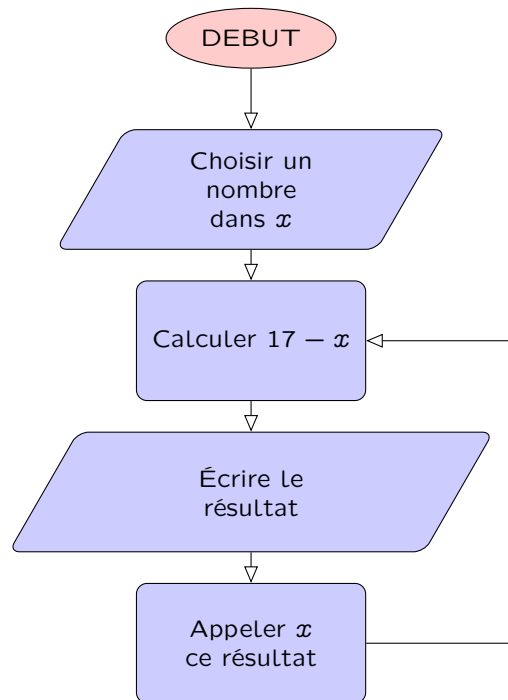 DEBUT
Choisir un
nombre
dans x
Calculer 17 − x
Écrire le
résultat
Appeler x
ce résultat